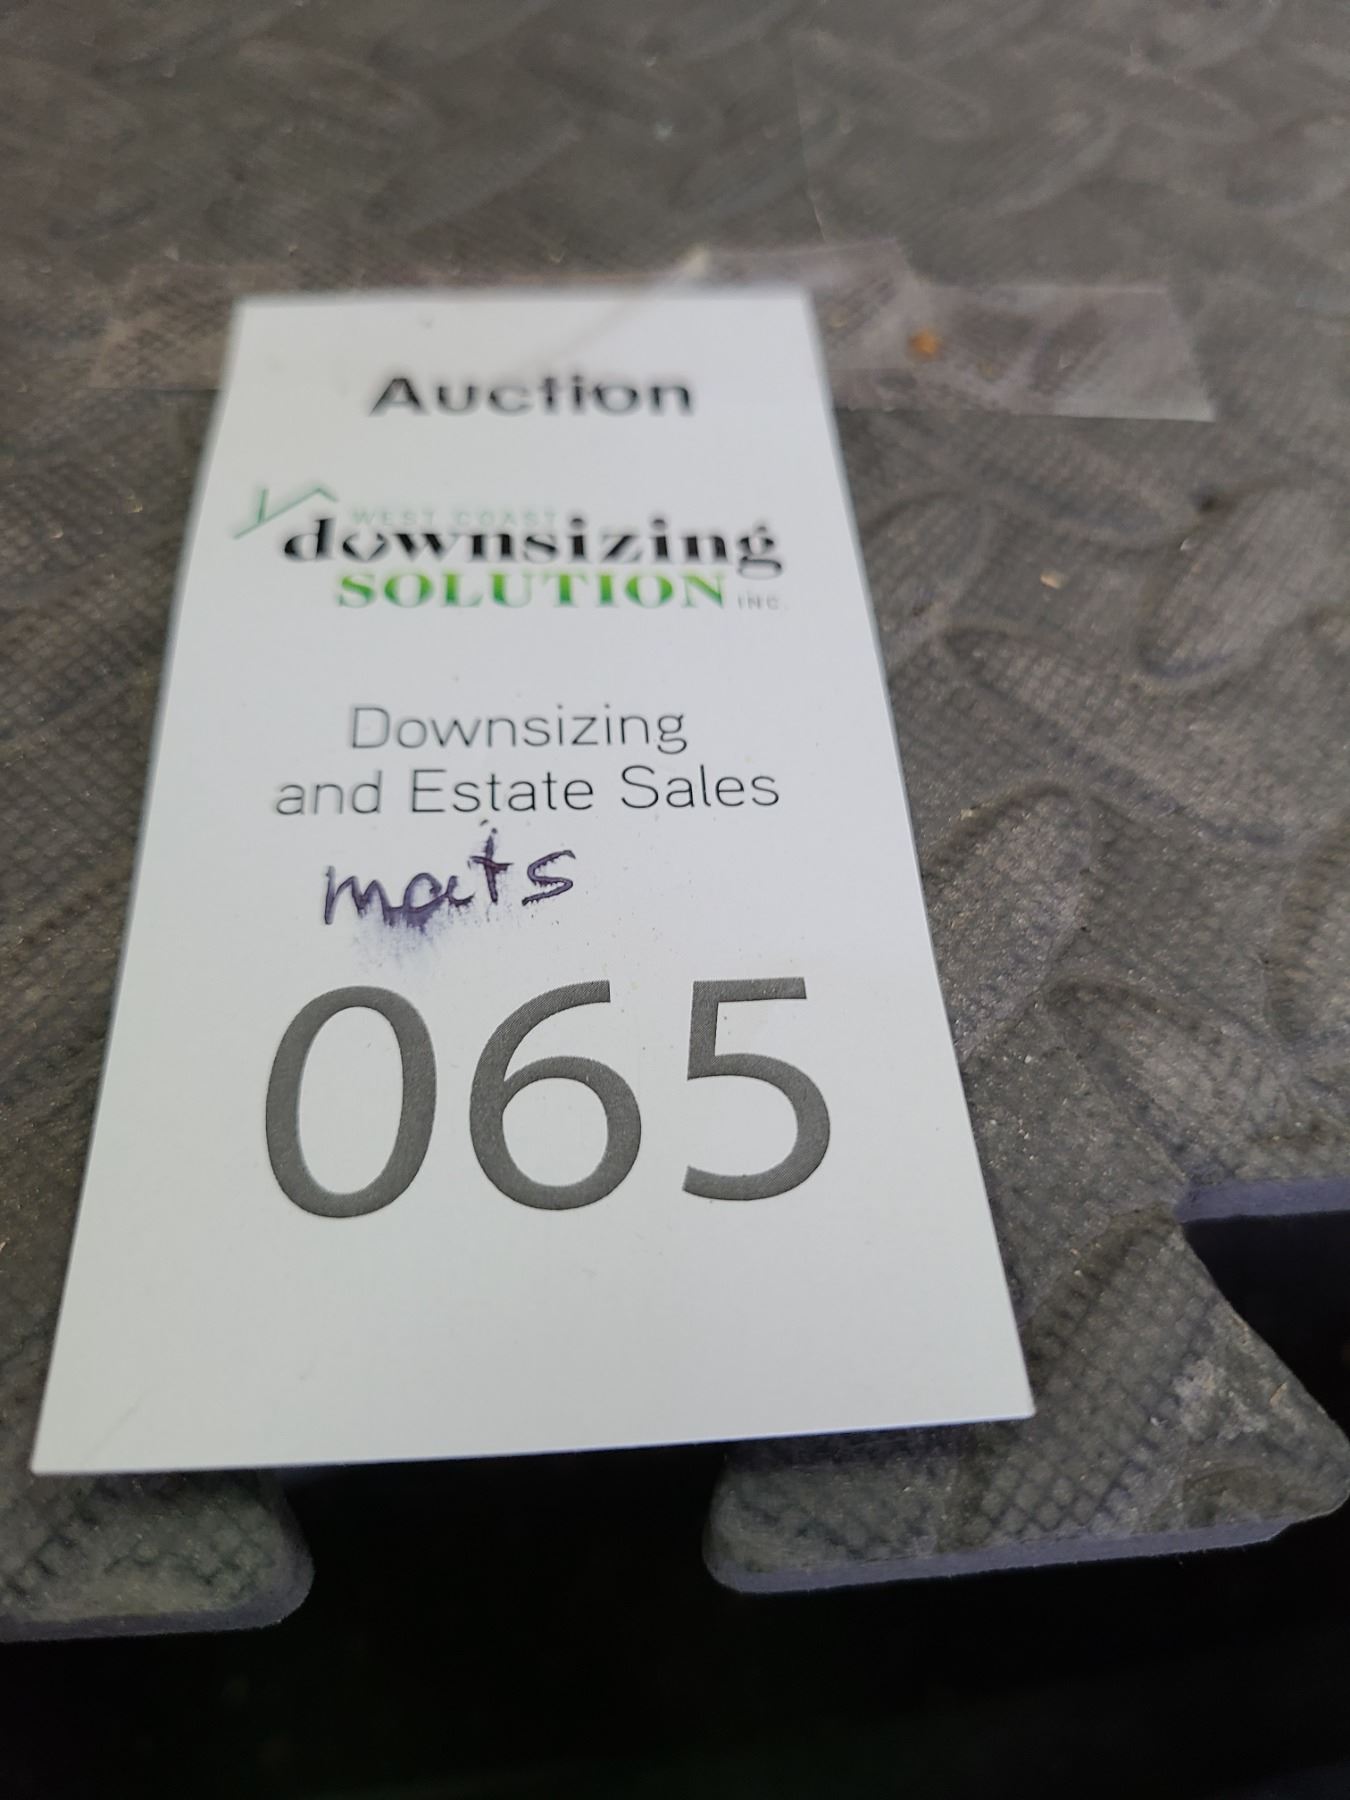 Auction
WEST COAST
downsizing
SOLUTION INC.
Downsizing
and Estate Sales
mats
065